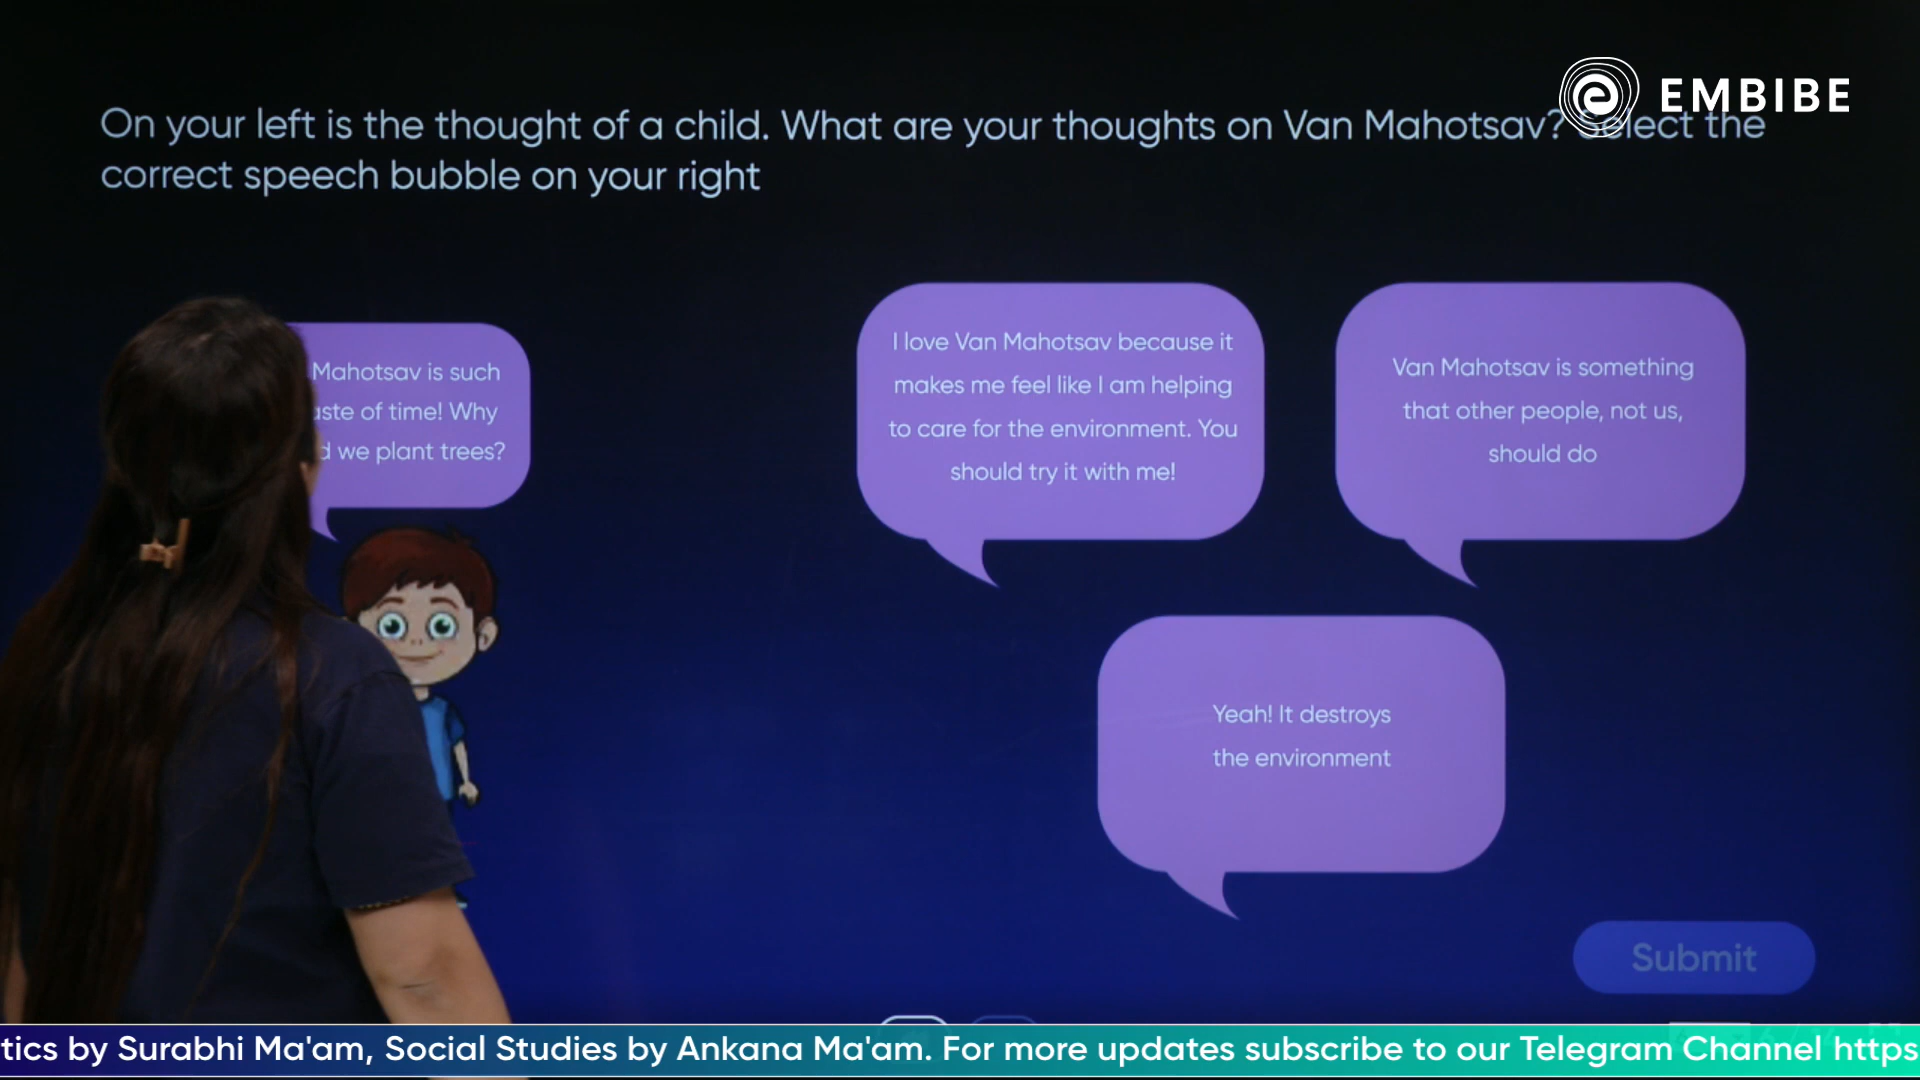 EMBIBE
On your left is the thought of a child. What are your thoughts on Van Mahotsav? Select the
correct speech bubble on your right
Mahotsav is such
of time! Why
we plant trees?
I love Van Mahotsav because it
makes me feel like I am helping
to care for the environment. You
should try it with me!
Van Mahotsav is something
that other people, not us,
should do
Yeah! It destroys
the environment
Submit
tics by Surabhi Ma'am, Social Studies by Ankana Ma'am. For more updates subscribe to our Telegram Channel https